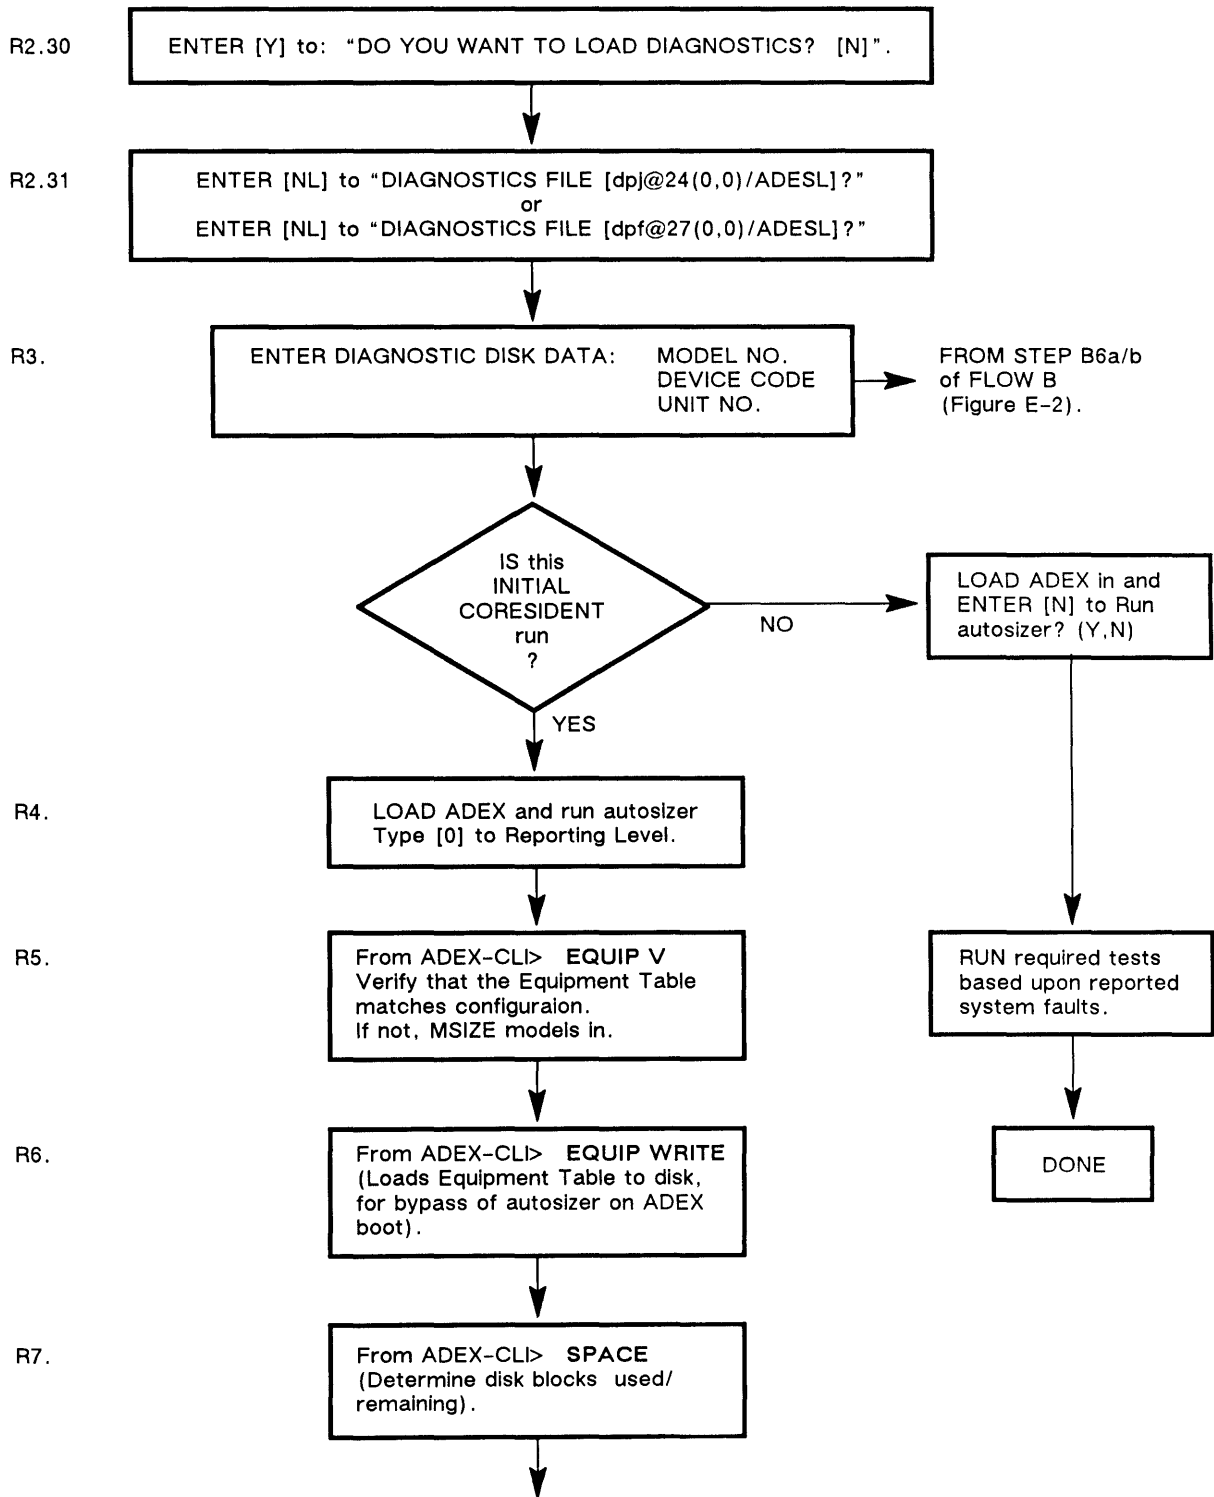 R2.30
ENTER [Y] to: “DO YOU WANT TO LOAD DIAGNOSTICS? [N]”.
R2.31
ENTER [NL] to “DIAGNOSTICS FILE [dpj@24(0,0)/ADESL]?”
or
ENTER [NL] to “DIAGNOSTICS FILE [dpf@27(0,0)/ADESL]?”
R3.
ENTER DIAGNOSTIC DISK DATA: MODEL NO.
DEVICE CODE
UNIT NO.
FROM STEP B6a/b
of FLOW B
(Figure E-2).
IS this
INITIAL
CORESIDENT
run
?
NO
LOAD ADEX in and
ENTER [N] to Run
autosizer? (Y,N)
YES
R4.
LOAD ADEX and run autosizer
Type [0] to Reporting Level.
R5.
From ADEX-CLI> EQUIP V
Verify that the Equipment Table
matches configuraion.
If not, MSIZE models in.
RUN required tests
based upon reported
system faults.
R6.
From ADEX-CLI> EQUIP WRITE
(Loads Equipment Table to disk,
for bypass of autosizer on ADEX
boot).
DONE
R7.
From ADEX-CLI> SPACE
(Determine disk blocks used/
remaining).